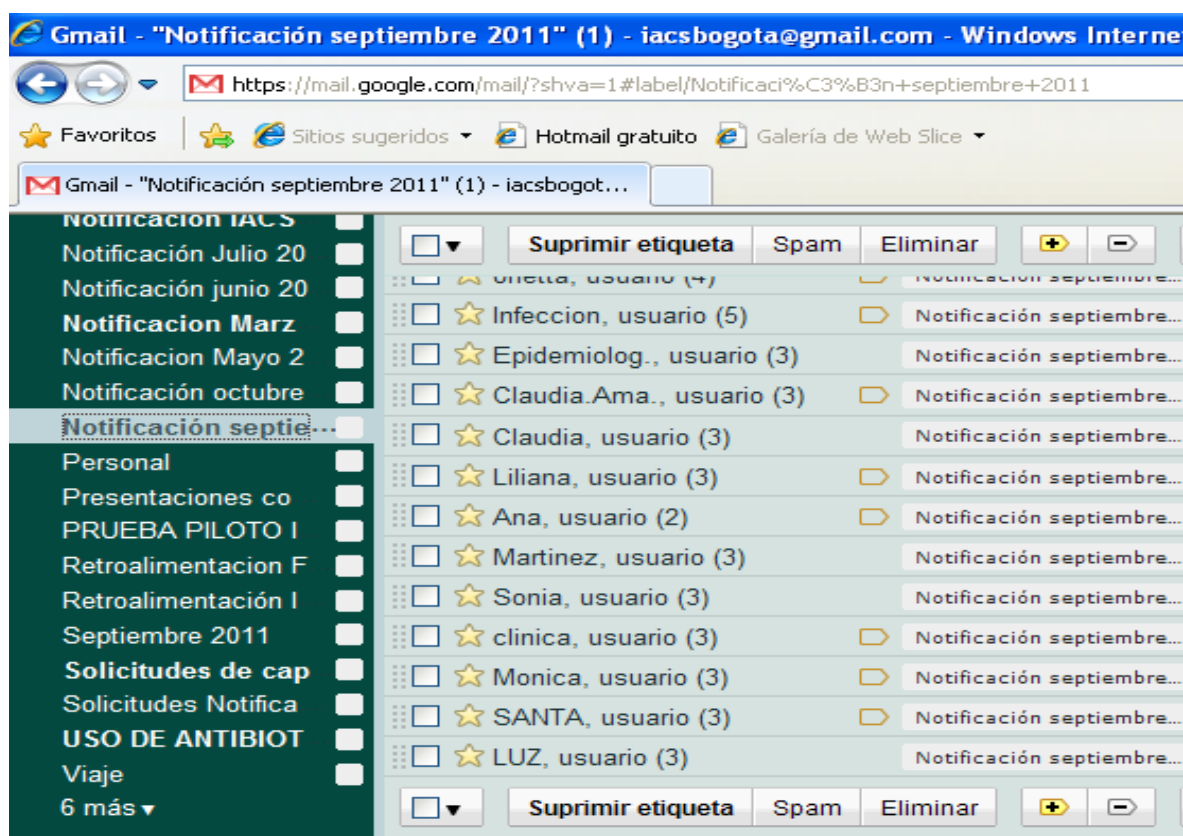 Gmail - "Notificación septiembre 2011" (1) - iacsbogota@gmail.com - Windows Interne
https://mail.google.com/mail/?shva=1#label/Notificaci%C3%B3n+septiembre+2011
Favoritos Sitios sugeridos Hotmail gratuito Galería de Web Slice
Gmail - "Notificación septiembre 2011" (1) - iacsbogot...
Notificacion IACS
Notificación Julio 20
Notificación junio 20
Notificacion Marz
Notificacion Mayo 2
Notificación octubre
Notificación septie
Personal
Presentaciones co
PRUEBA PILOTO I
Retroalimentacion F
Retroalimentación I
Septiembre 2011
Solicitudes de cap
Solicitudes Notifica
USO DE ANTIBIOT
Viaje
6 más
Suprimir etiqueta Spam Eliminar
usuario (4) Notificación septiembre...
Infeccion, usuario (5) Notificación septiembre...
Epidemiolog., usuario (3) Notificación septiembre...
Claudia.Ama., usuario (3) Notificación septiembre...
Claudia, usuario (3) Notificación septiembre...
Liliana, usuario (3) Notificación septiembre...
Ana, usuario (2) Notificación septiembre...
Martinez, usuario (3) Notificación septiembre...
Sonia, usuario (3) Notificación septiembre...
clinica, usuario (3) Notificación septiembre...
Monica, usuario (3) Notificación septiembre...
SANTA, usuario (3) Notificación septiembre...
LUZ, usuario (3) Notificación septiembre...
Suprimir etiqueta Spam Eliminar